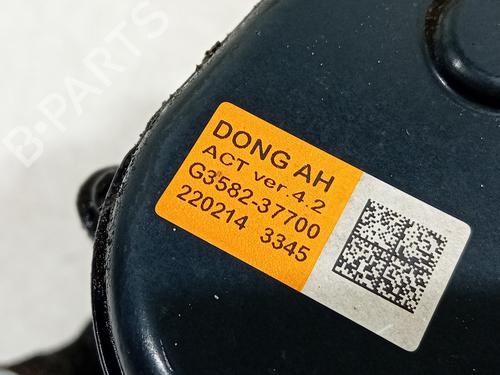 B-PARTS
DONG AH
ACT ver.4.2
G3582-37700
220214 3345